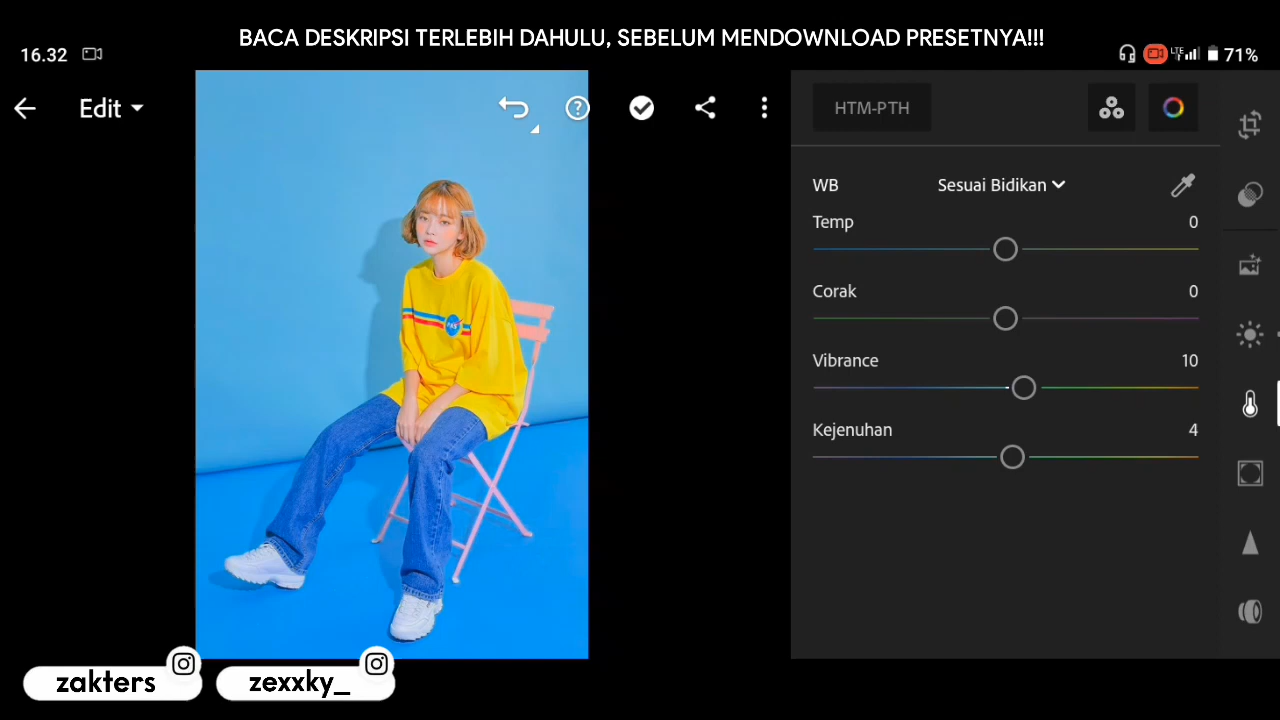 BACA DESKRIPSI TERLEBIH DAHULU, SEBELUM MENDOWNLOAD PRESETNYA!!!
16.32
LTE
71%
Edit
HTM-PTH
WB
Sesuai Bidikan
Temp
0
Corak
0
Vibrance
10
Kejenuhan
4
zakters
zexxky_